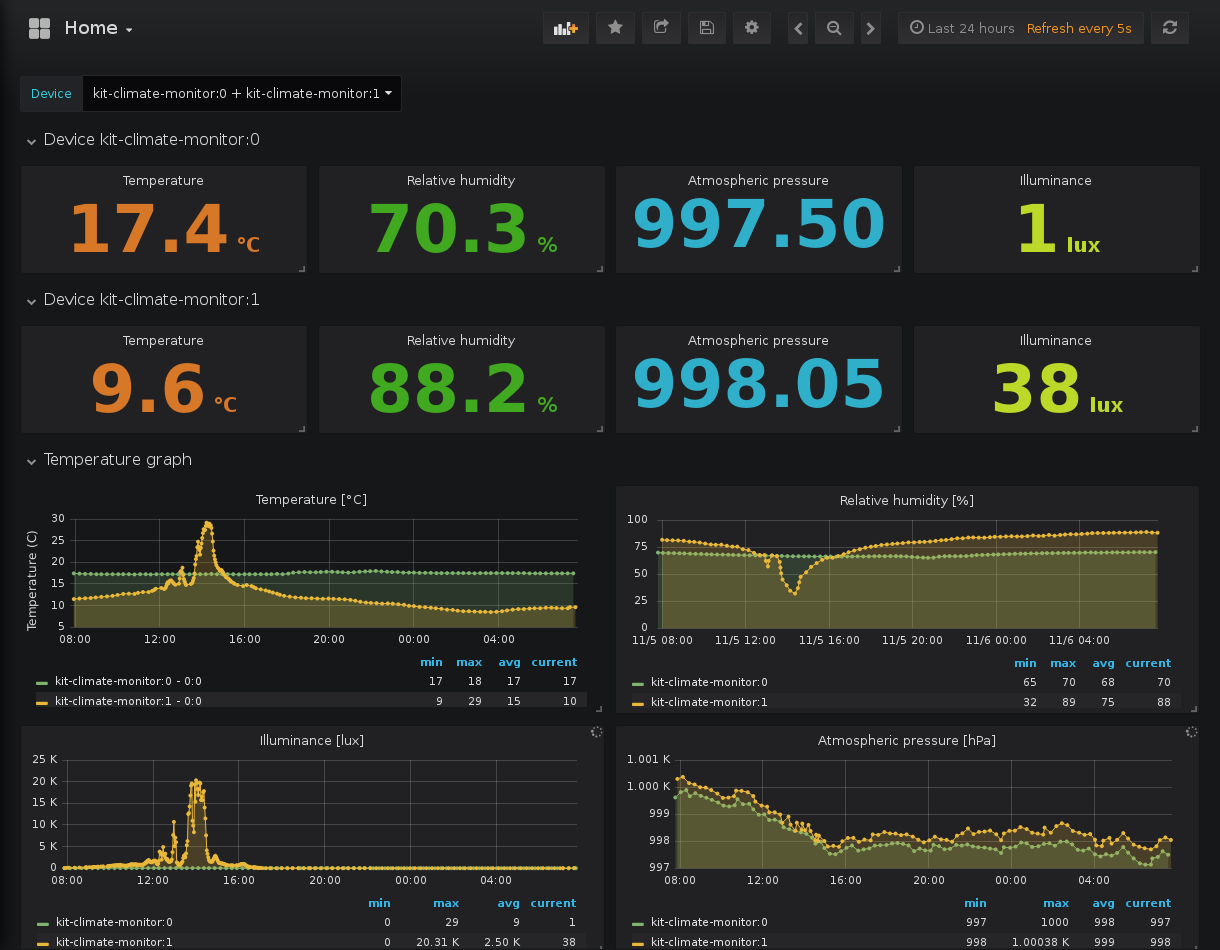 Home
Last 24 hours Refresh every 5s
Device kit-climate-monitor:0 + kit-climate-monitor:1
Device kit-climate-monitor:0
Temperature Relative humidity Atmospheric pressure Illuminance
17.4 °C 70.3 % 997.50 1 lux
Device kit-climate-monitor:1
Temperature Relative humidity Atmospheric pressure Illuminance
9.6 °C 88.2 % 998.05 38 lux
Temperature graph
Temperature [°C]
Temperature (C)
30
25
20
15
10
5
08:00 12:00 16:00 20:00 00:00 04:00
min max avg current
kit-climate-monitor:0 - 0:0 17 18 17 17
kit-climate-monitor:1 - 0:0 9 29 15 10
Relative humidity [%]
100
75
50
25
0
11/5 08:00 11/5 12:00 11/5 16:00 11/5 20:00 11/6 00:00 11/6 04:00
min max avg current
kit-climate-monitor:0 65 70 68 70
kit-climate-monitor:1 32 89 75 88
Illuminance [lux]
25 K
20 K
15 K
10 K
5 K
0
08:00 12:00 16:00 20:00 00:00 04:00
min max avg current
kit-climate-monitor:0 0 29 9 1
kit-climate-monitor:1 0 20.31 K 2.50 K 38
Atmospheric pressure [hPa]
1.001 K
1.000 K
999
998
997
08:00 12:00 16:00 20:00 00:00 04:00
min max avg current
kit-climate-monitor:0 997 1000 998 997
kit-climate-monitor:1 998 1.00038 K 999 998